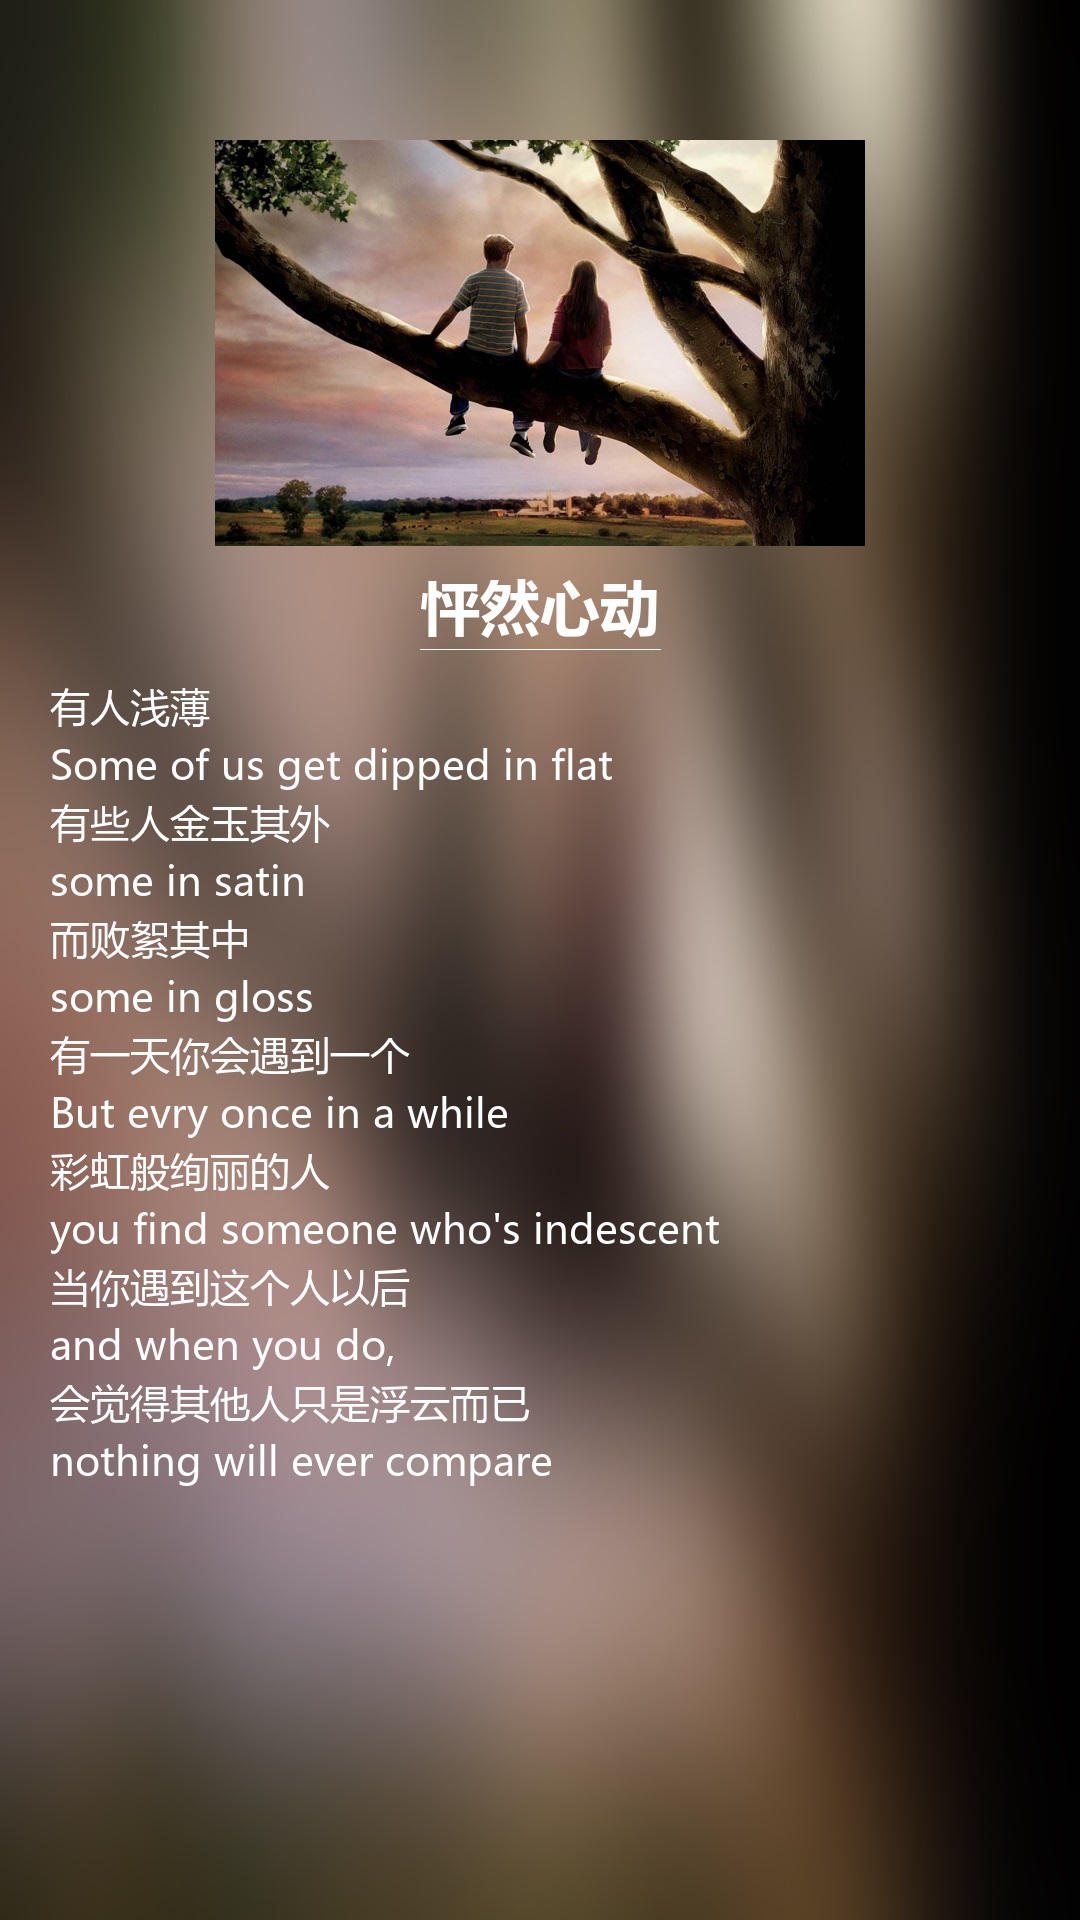 怦然心动
有人浅薄
Some of us get dipped in flat
有些人金玉其外
some in satin
而败絮其中
some in gloss
有一天你会遇到一个
But evry once in a while
彩虹般绚丽的人
you find someone who's indescent
当你遇到这个人以后
and when you do,
会觉得其他人只是浮云而已
nothing will ever compare